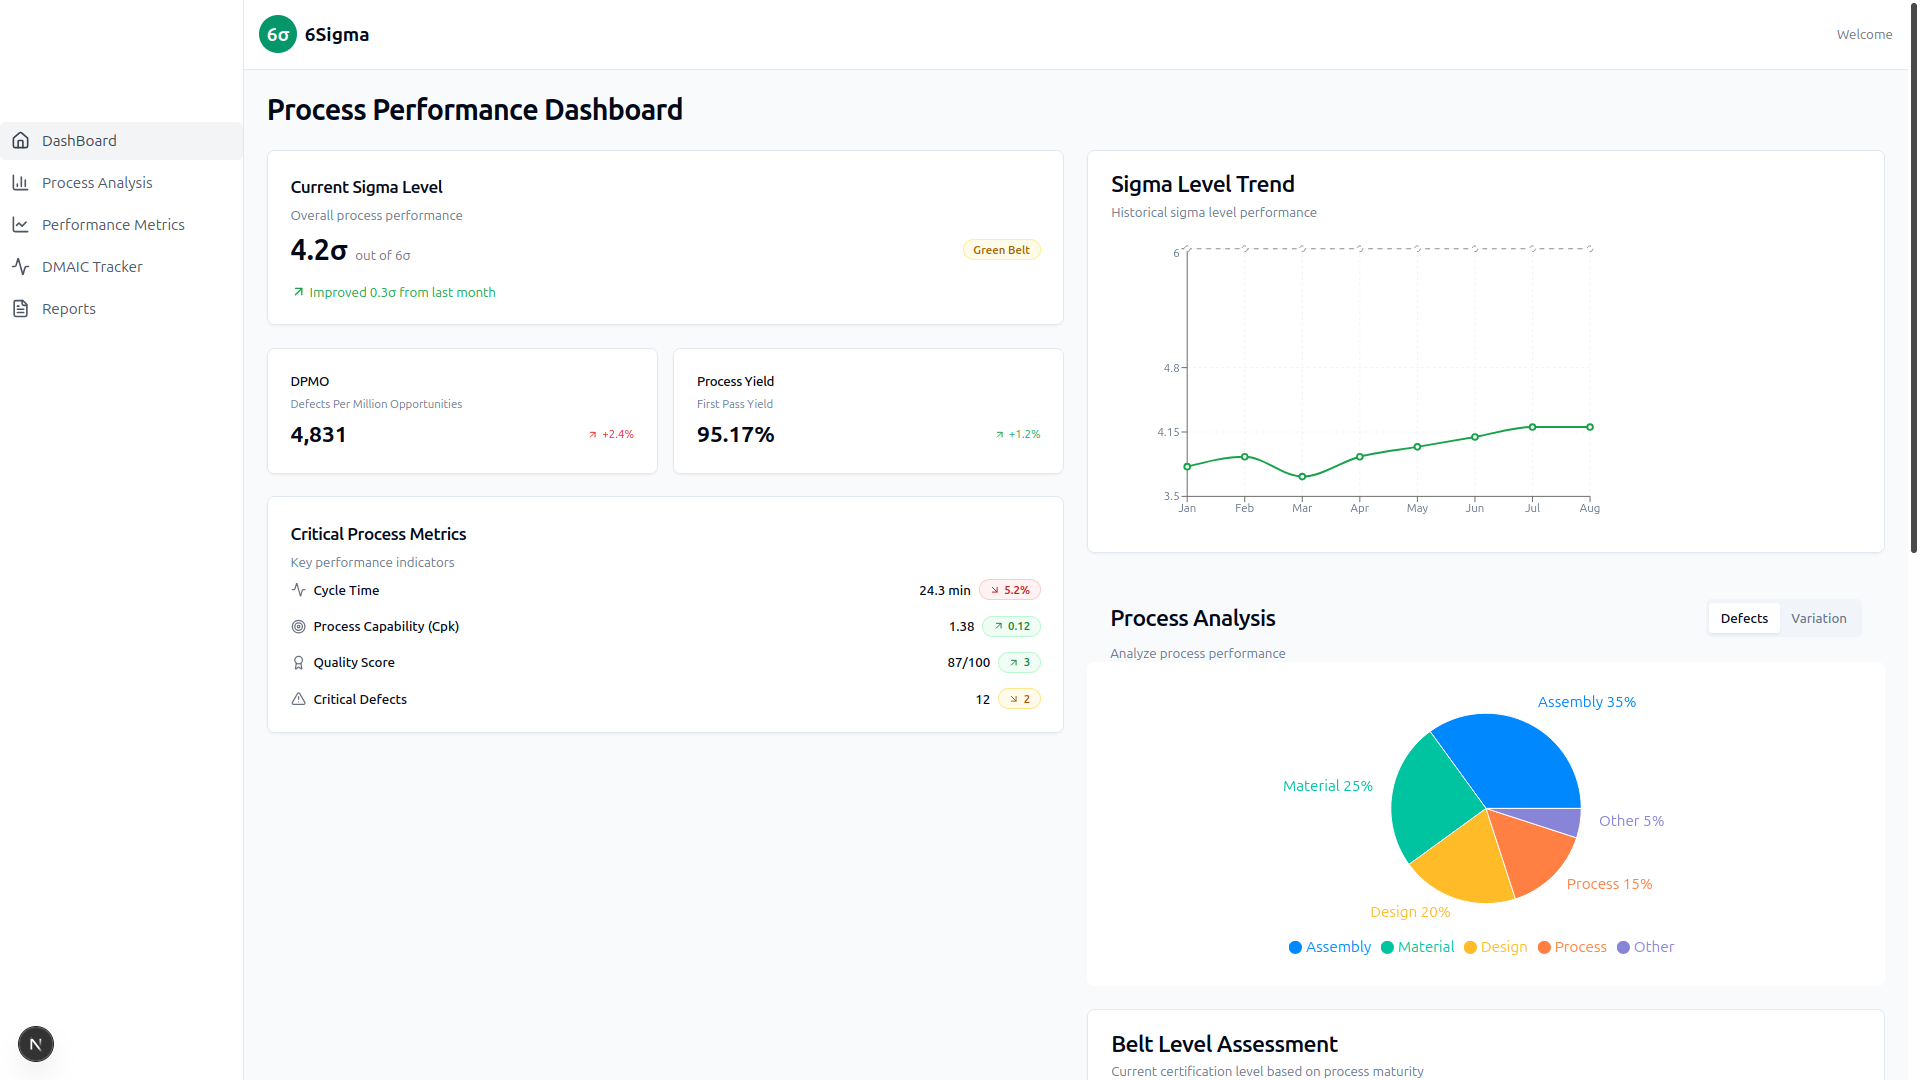 6σ 6Sigma
Welcome
DashBoard
Process Analysis
Performance Metrics
DMAIC Tracker
Reports
Process Performance Dashboard
Current Sigma Level
Overall process performance
4.2σ out of 6σ
Green Belt
Improved 0.3σ from last month
DPMO
Defects Per Million Opportunities
4,831
+2.4%
Process Yield
First Pass Yield
95.17%
+1.2%
Critical Process Metrics
Key performance indicators
Cycle Time 24.3 min 5.2%
Process Capability (Cpk) 1.38 0.12
Quality Score 87/100 3
Critical Defects 12 2
Sigma Level Trend
Historical sigma level performance
6
4.8
4.15
3.5
Jan Feb Mar Apr May Jun Jul Aug
Process Analysis
Defects Variation
Analyze process performance
Assembly 35%
Material 25%
Other 5%
Process 15%
Design 20%
Assembly Material Design Process Other
Belt Level Assessment
Current certification level based on process maturity
N